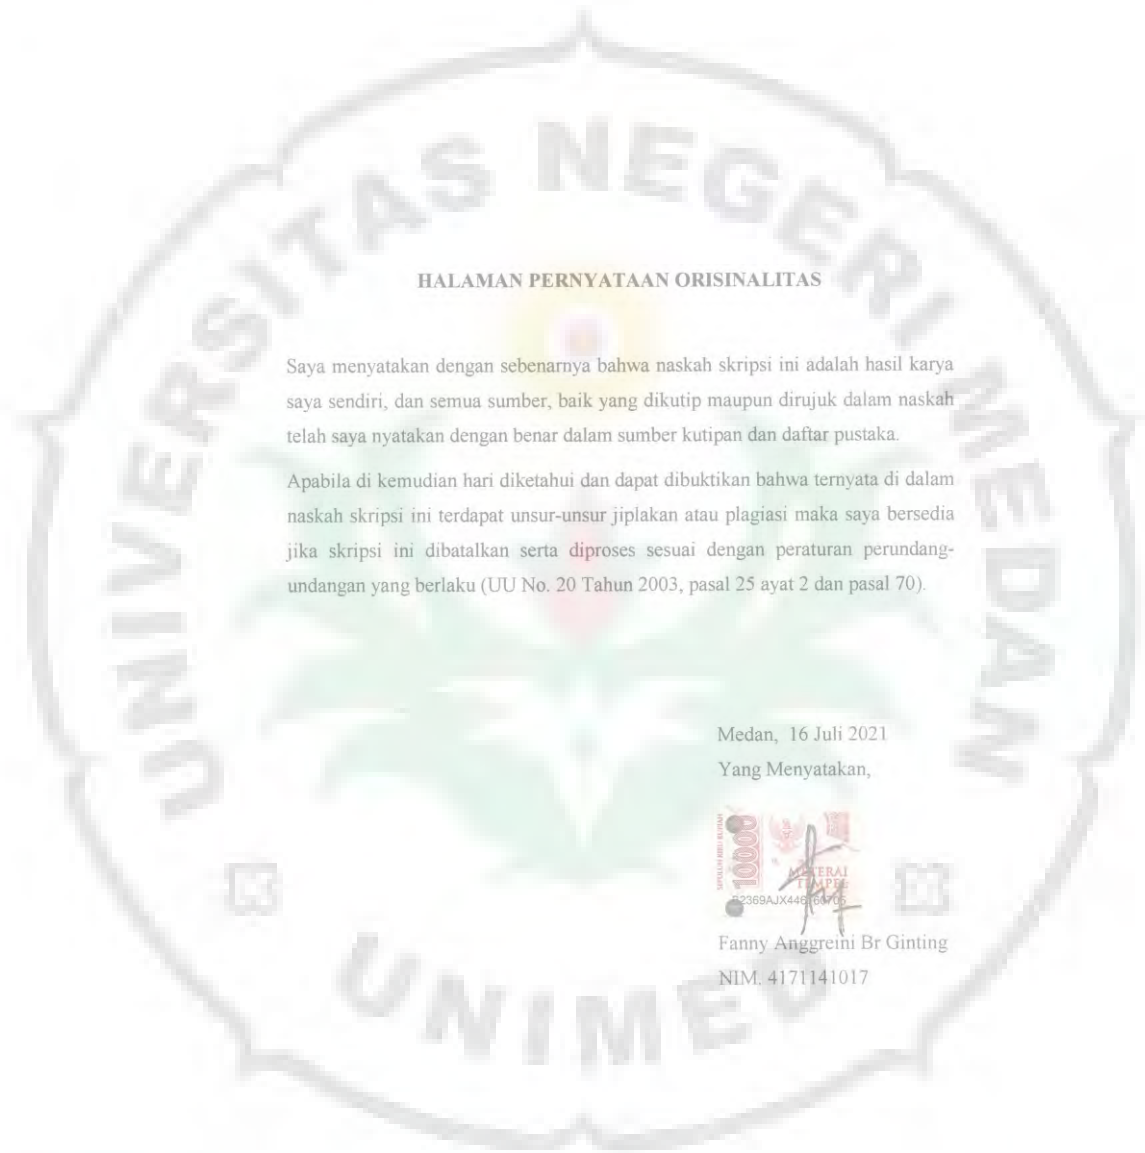 UNIVERSITAS NEGERI MEDAN
HALAMAN PERNYATAAN ORISINALITAS
Saya menyatakan dengan sebenarnya bahwa naskah skripsi ini adalah hasil karya
saya sendiri, dan semua sumber, baik yang dikutip maupun dirujuk dalam naskah
telah saya nyatakan dengan benar dalam sumber kutipan dan daftar pustaka.
Apabila di kemudian hari diketahui dan dapat dibuktikan bahwa ternyata di dalam
naskah skripsi ini terdapat unsur-unsur jiplakan atau plagiasi maka saya bersedia
jika skripsi ini dibatalkan serta diproses sesuai dengan peraturan perundang-
undangan yang berlaku (UU No. 20 Tahun 2003, pasal 25 ayat 2 dan pasal 70).
Medan, 16 Juli 2021
Yang Menyatakan,
10000
METERAI
TEMPEL
Fanny Anggreini Br Ginting
NIM. 4171141017
UNIMED